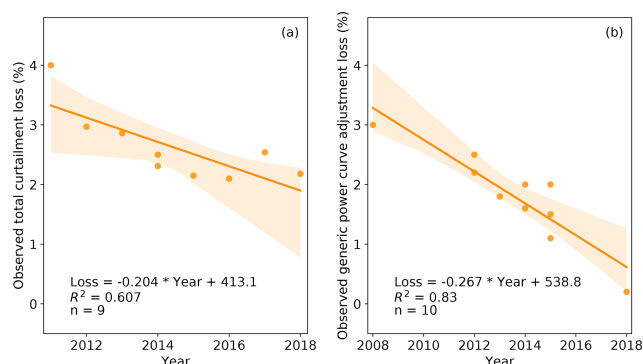 (a)
Observed total curtailment loss (%)
4
3
2
1
0
Loss = -0.204 * Year + 413.1
R² = 0.607
n = 9
2012 2014 2016 2018
Year
(b)
Observed generic power curve adjustment loss (%)
4
3
2
1
0
Loss = -0.267 * Year + 538.8
R² = 0.83
n = 10
2008 2010 2012 2014 2016 2018
Year